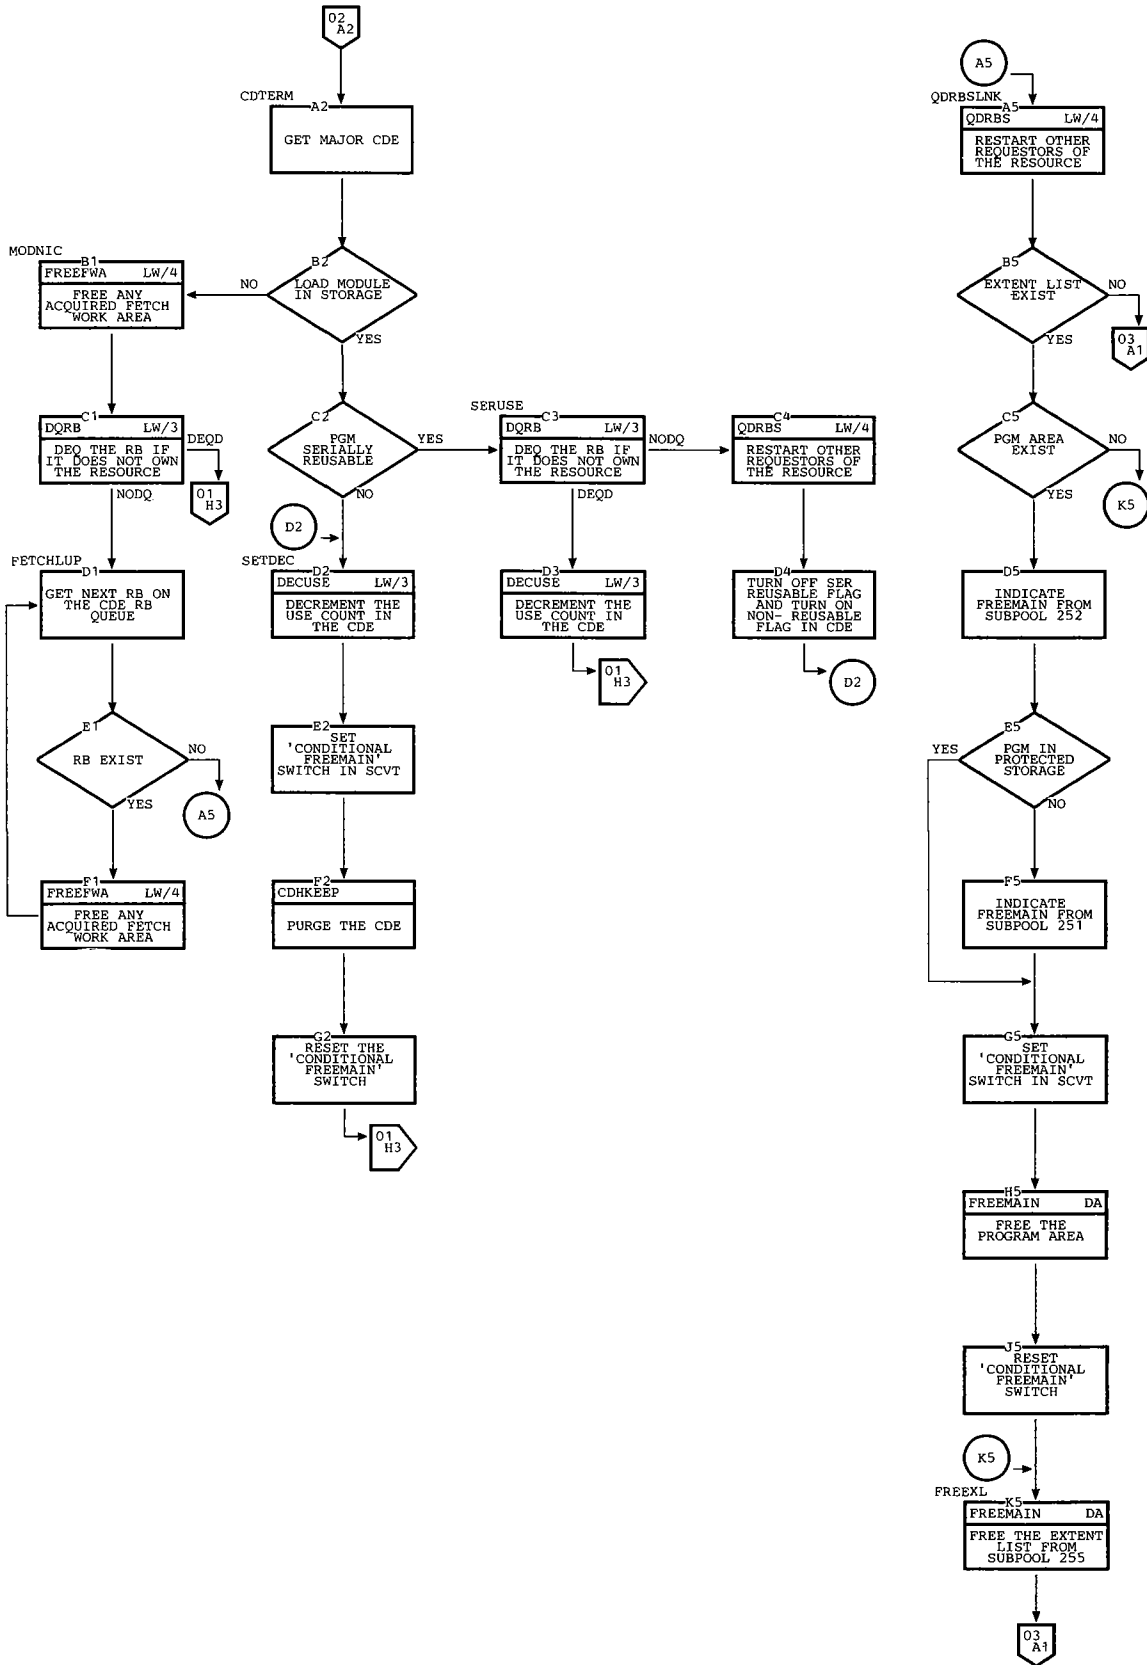 02
A2
CDTERM
A2
GET MAJOR CDE
B2
LOAD MODULE
IN STORAGE
NO
YES
MODNIC
B1
FREEFWA LW/4
FREE ANY
ACQUIRED FETCH
WORK AREA
C1
DQRB LW/3
DEQ THE RB IF
IT DOES NOT OWN
THE RESOURCE
DEQD
01
H3
NODQ
FETCHLUP
D1
GET NEXT RB ON
THE CDE RB
QUEUE
E1
RB EXIST
NO
A5
YES
F1
FREEFWA LW/4
FREE ANY
ACQUIRED FETCH
WORK AREA
C2
PGM
SERIALLY
REUSABLE
YES
NO
D2
SETDEC
D2
DECUSE LW/3
DECREMENT THE
USE COUNT IN
THE CDE
E2
SET
'CONDITIONAL
FREEMAIN'
SWITCH IN SCVT
F2
CDHKEEP
PURGE THE CDE
G2
RESET THE
'CONDITIONAL
FREEMAIN'
SWITCH
01
H3
SERUSE
C3
DQRB LW/3
DEQ THE RB IF
IT DOES NOT OWN
THE RESOURCE
NODQ
DEQD
D3
DECUSE LW/3
DECREMENT THE
USE COUNT IN
THE CDE
01
H3
C4
QDRBS LW/4
RESTART OTHER
REQUESTORS OF
THE RESOURCE
D4
TURN OFF SER
REUSABLE FLAG
AND TURN ON
NON- REUSABLE
FLAG IN CDE
D2
A5
QDRBSLNK
A5
QDRBS LW/4
RESTART OTHER
REQUESTORS OF
THE RESOURCE
B5
EXTENT LIST
EXIST
NO
03
A1
YES
C5
PGM AREA
EXIST
NO
K5
YES
D5
INDICATE
FREEMAIN FROM
SUBPOOL 252
E5
PGM IN
PROTECTED
STORAGE
YES
NO
F5
INDICATE
FREEMAIN FROM
SUBPOOL 251
G5
SET
'CONDITIONAL
FREEMAIN'
SWITCH IN SCVT
H5
FREEMAIN DA
FREE THE
PROGRAM AREA
J5
RESET
'CONDITIONAL
FREEMAIN'
SWITCH
K5
FREEXL
K5
FREEMAIN DA
FREE THE EXTENT
LIST FROM
SUBPOOL 255
03
A1